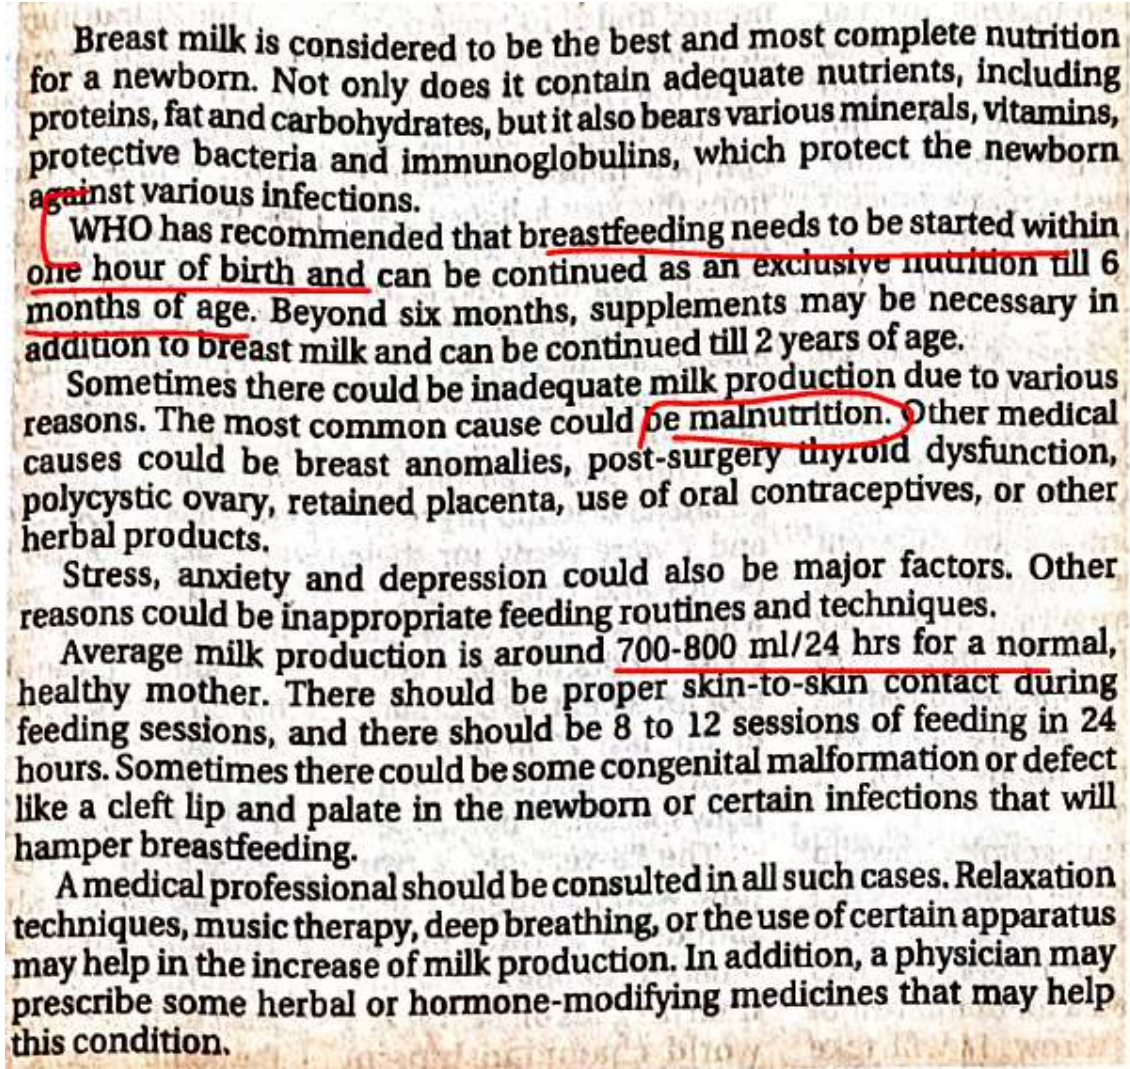 Breast milk is considered to be the best and most complete nutrition
for a newborn. Not only does it contain adequate nutrients, including
proteins, fat and carbohydrates, but it also bears various minerals, vitamins,
protective bacteria and immunoglobulins, which protect the newborn
against various infections.
WHO has recommended that breastfeeding needs to be started within
one hour of birth and can be continued as an exclusive nutrition till 6
months of age. Beyond six months, supplements may be necessary in
addition to breast milk and can be continued till 2 years of age.
Sometimes there could be inadequate milk production due to various
reasons. The most common cause could be malnutrition. Other medical
causes could be breast anomalies, post-surgery thyroid dysfunction,
polycystic ovary, retained placenta, use of oral contraceptives, or other
herbal products.
Stress, anxiety and depression could also be major factors. Other
reasons could be inappropriate feeding routines and techniques.
Average milk production is around 700-800 ml/24 hrs for a normal,
healthy mother. There should be proper skin-to-skin contact during
feeding sessions, and there should be 8 to 12 sessions of feeding in 24
hours. Sometimes there could be some congenital malformation or defect
like a cleft lip and palate in the newborn or certain infections that will
hamper breastfeeding.
A medical professional should be consulted in all such cases. Relaxation
techniques, music therapy, deep breathing, or the use of certain apparatus
may help in the increase of milk production. In addition, a physician may
prescribe some herbal or hormone-modifying medicines that may help
this condition.